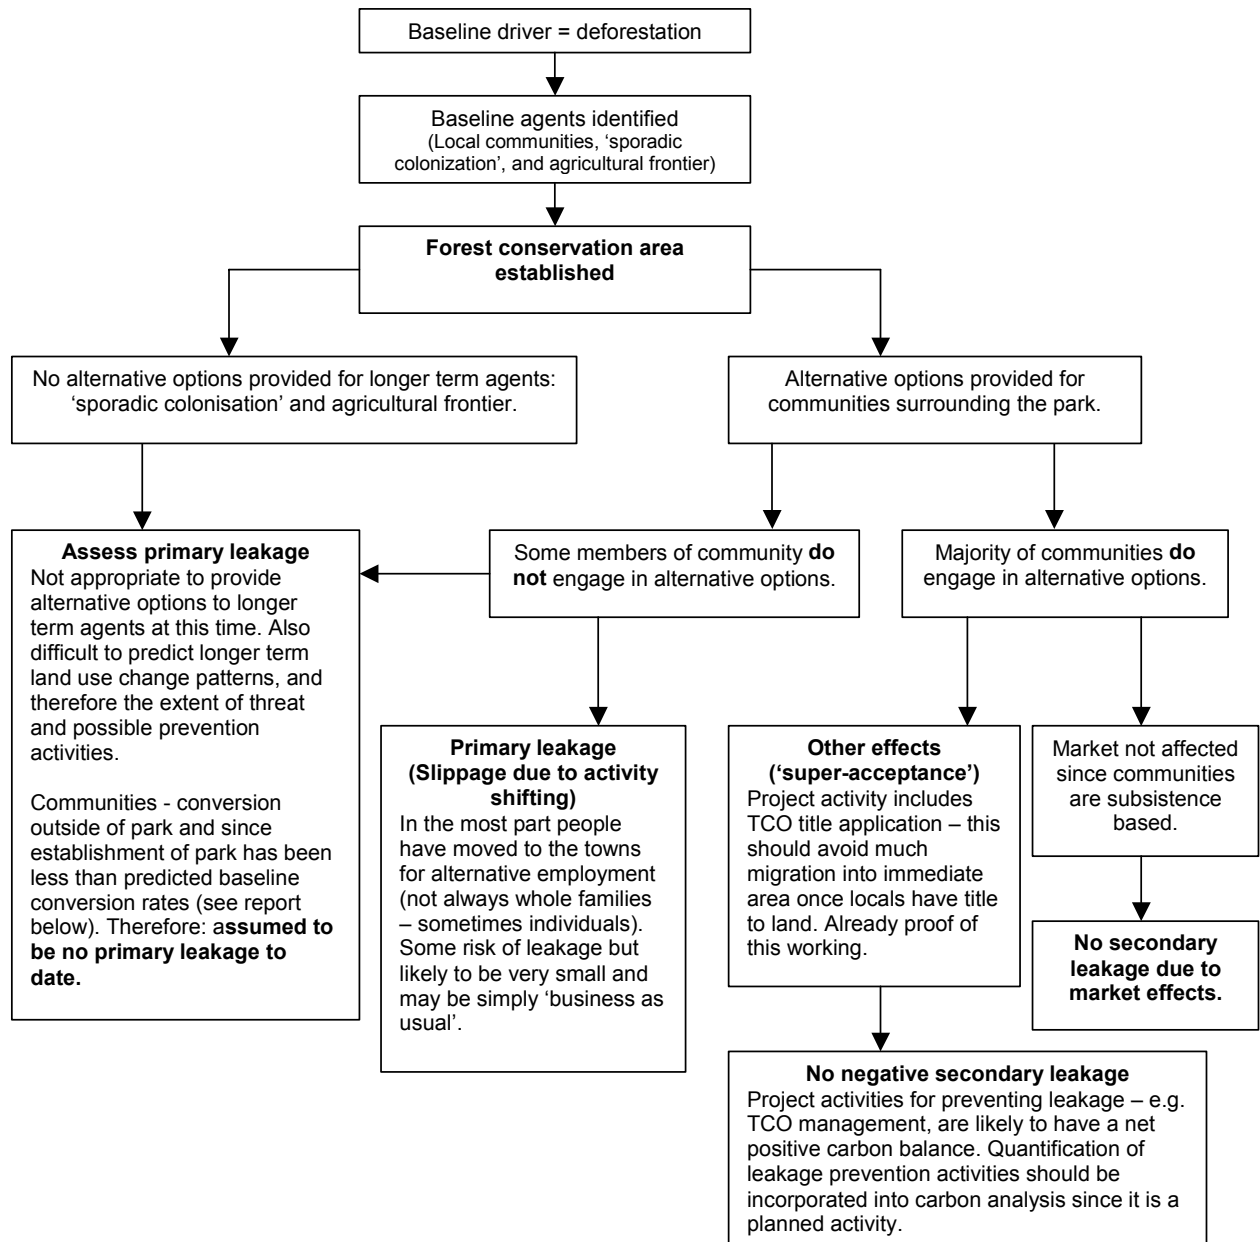 Baseline driver = deforestation
Baseline agents identified
(Local communities, ‘sporadic
colonization’, and agricultural frontier)
Forest conservation area
established
No alternative options provided for longer term agents:
‘sporadic colonisation’ and agricultural frontier.
Alternative options provided for
communities surrounding the park.
Assess primary leakage
Not appropriate to provide
alternative options to longer
term agents at this time. Also
difficult to predict longer term
land use change patterns, and
therefore the extent of threat
and possible prevention
activities.
Communities - conversion
outside of park and since
establishment of park has been
less than predicted baseline
conversion rates (see report
below). Therefore: assumed to
be no primary leakage to
date.
Some members of community do
not engage in alternative options.
Majority of communities do
engage in alternative options.
Primary leakage
(Slippage due to activity
shifting)
In the most part people
have moved to the towns
for alternative employment
(not always whole families
– sometimes individuals).
Some risk of leakage but
likely to be very small and
may be simply ‘business as
usual’.
Other effects
(‘super-acceptance’)
Project activity includes
TCO title application – this
should avoid much
migration into immediate
area once locals have title
to land. Already proof of
this working.
Market not affected
since communities
are subsistence
based.
No secondary
leakage due to
market effects.
No negative secondary leakage
Project activities for preventing leakage – e.g.
TCO management, are likely to have a net
positive carbon balance. Quantification of
leakage prevention activities should be
incorporated into carbon analysis since it is a
planned activity.